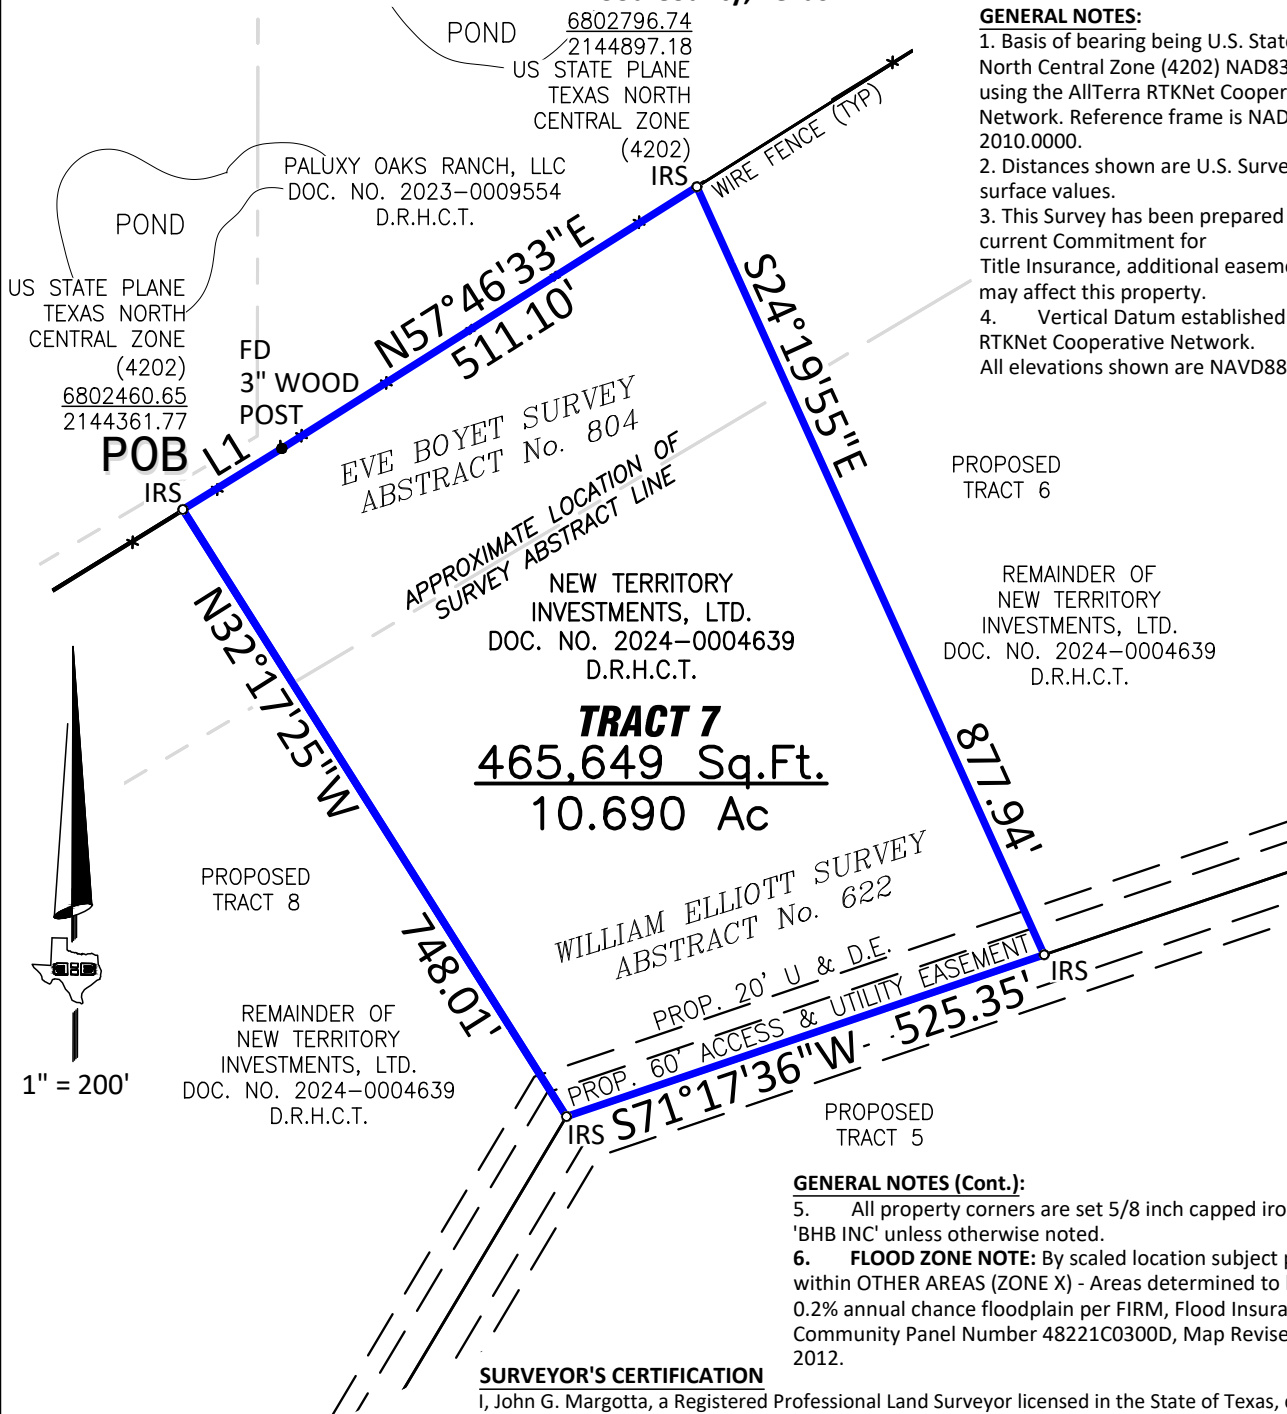 POND
6802796.74
2144897.18
US STATE PLANE
TEXAS NORTH
CENTRAL ZONE
(4202)
IRS
WIRE FENCE (TYP)
PALUXY OAKS RANCH, LLC
DOC. NO. 2023-0009554
D.R.H.C.T.
POND
US STATE PLANE
TEXAS NORTH
CENTRAL ZONE
(4202)
6802460.65
2144361.77
POB
IRS
L1
FD
3" WOOD
POST
N57°46'33"E
511.10'
S24°19'55"E
877.94'
EVE BOYET SURVEY
ABSTRACT No. 804
APPROXIMATE LOCATION OF
SURVEY ABSTRACT LINE
NEW TERRITORY
INVESTMENTS, LTD.
DOC. NO. 2024-0004639
D.R.H.C.T.
TRACT 7
465,649 Sq.Ft.
10.690 Ac
PROPOSED
TRACT 6
REMAINDER OF
NEW TERRITORY
INVESTMENTS, LTD.
DOC. NO. 2024-0004639
D.R.H.C.T.
N32°17'25"W
748.01'
PROPOSED
TRACT 8
REMAINDER OF
NEW TERRITORY
INVESTMENTS, LTD.
DOC. NO. 2024-0004639
D.R.H.C.T.
1" = 200'
WILLIAM ELLIOTT SURVEY
ABSTRACT No. 622
PROP. 20' U & D.E.
PROP. 60' ACCESS & UTILITY EASEMENT
IRS
S71°17'36"W 525.35'
IRS
PROPOSED
TRACT 5
GENERAL NOTES:
1. Basis of bearing being U.S. State
North Central Zone (4202) NAD83
using the AllTerra RTKNet Cooper
Network. Reference frame is NAD
2010.0000.
2. Distances shown are U.S. Surve
surface values.
3. This Survey has been prepared
current Commitment for
Title Insurance, additional easeme
may affect this property.
4. Vertical Datum established
RTKNet Cooperative Network.
All elevations shown are NAVD88
GENERAL NOTES (Cont.):
5. All property corners are set 5/8 inch capped iro
'BHB INC' unless otherwise noted.
6. FLOOD ZONE NOTE: By scaled location subject p
within OTHER AREAS (ZONE X) - Areas determined to
0.2% annual chance floodplain per FIRM, Flood Insura
Community Panel Number 48221C0300D, Map Revise
2012.
SURVEYOR'S CERTIFICATION
I, John G. Margotta, a Registered Professional Land Surveyor licensed in the State of Texas,